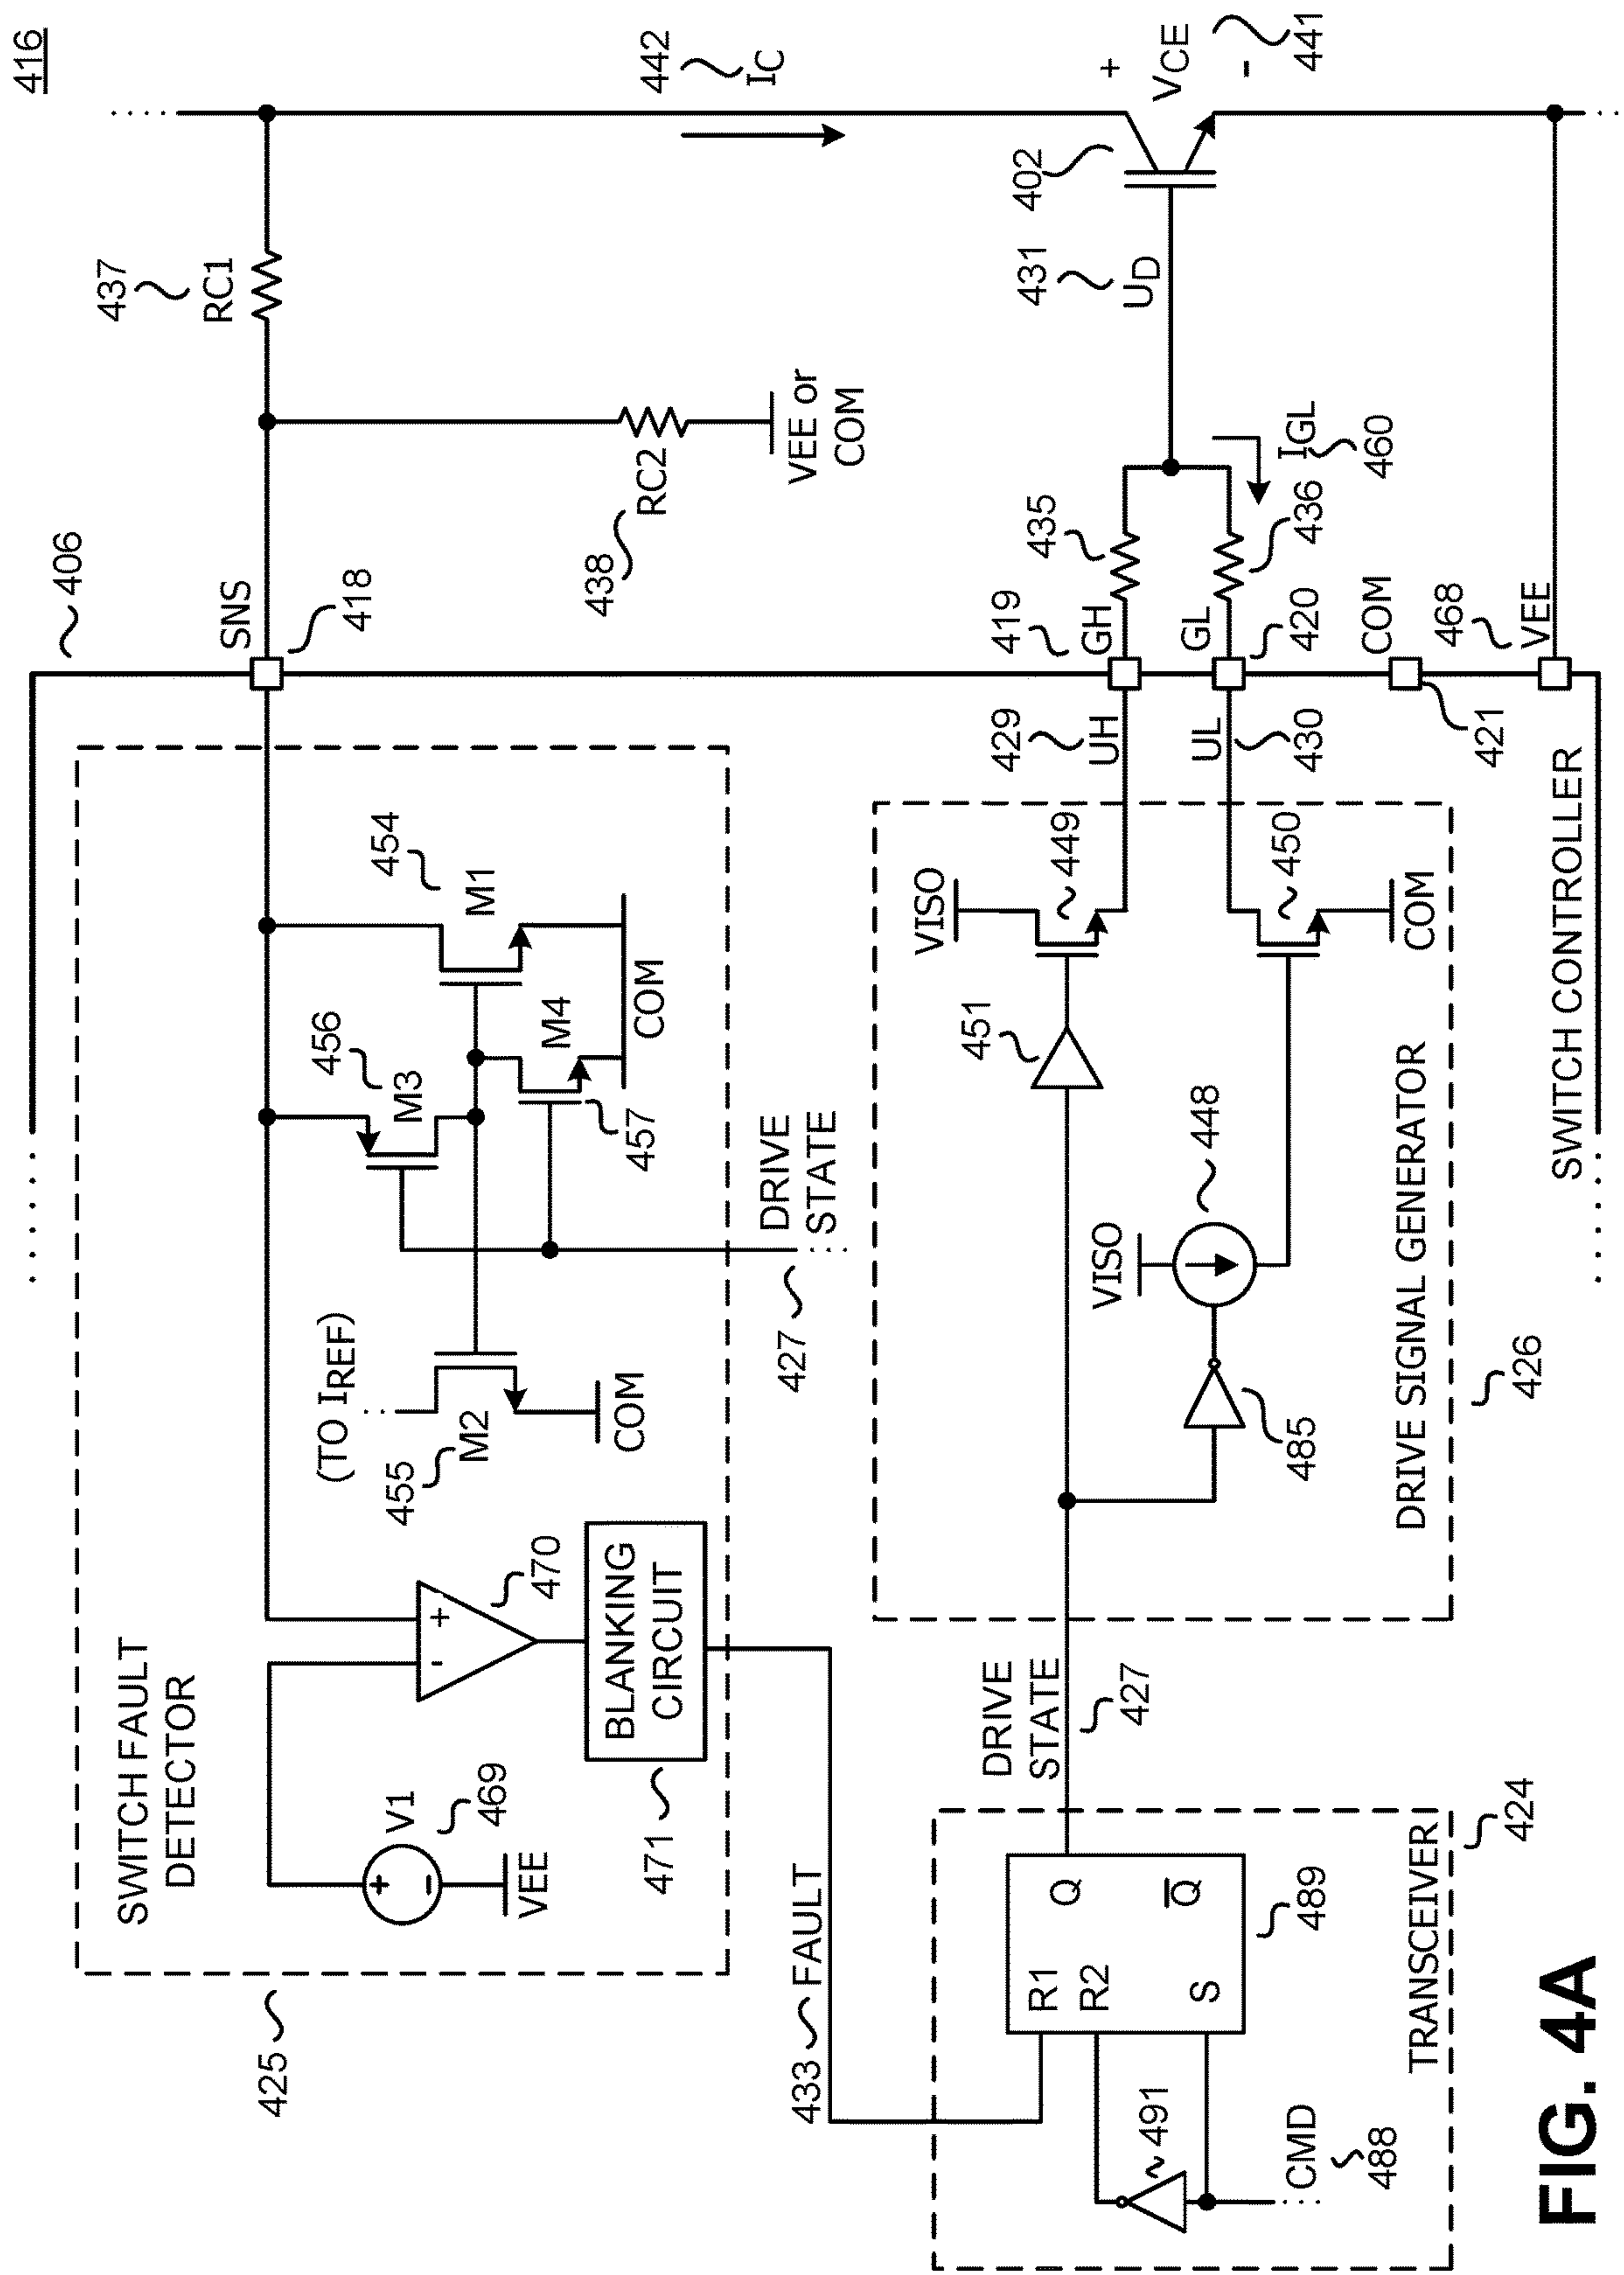 416
406
SNS
418
437
RC1
442
IC
438
RC2
VEE or
COM
SWITCH FAULT
DETECTOR
425
V1
469
VEE
-
+
470
BLANKING
CIRCUIT
471
(TO IREF)
M2
455
COM
456
M3
454
M1
M4
457
COM
DRIVE
STATE
427
433
FAULT
DRIVE
STATE
427
VISO
451
449
429
UH
419
GH
435
431
UD
402
+
VCE
-
441
VISO
448
485
450
COM
UL
430
GL
420
436
IGL
460
COM
421
468
VEE
DRIVE SIGNAL GENERATOR
426
SWITCH CONTROLLER
R1
R2
S
Q
Q
489
491
CMD
488
TRANSCEIVER
424
FIG. 4A